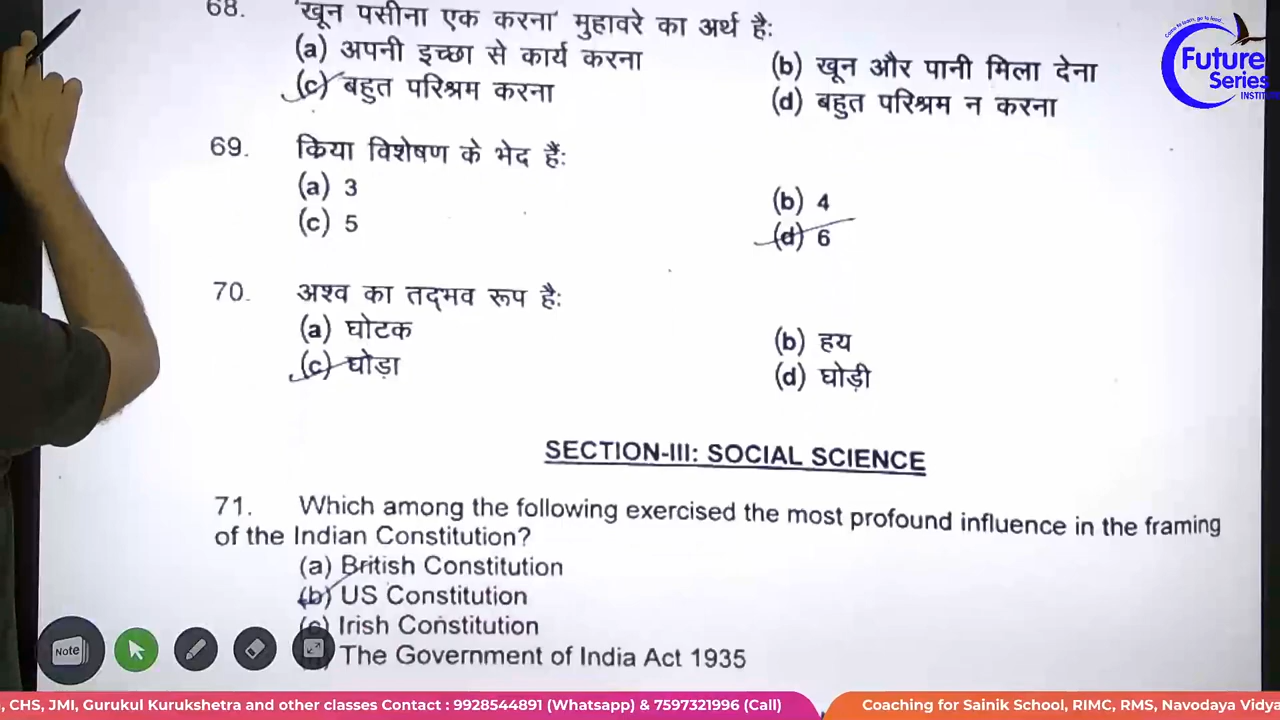 68. 'खून पसीना एक करना' मुहावरे का अर्थ है:
(a) अपनी इच्छा से कार्य करना
(b) खून और पानी मिला देना
(c) बहुत परिश्रम करना
(d) बहुत परिश्रम न करना
69. किया विशेषण के भेद हैं:
(a) 3
(b) 4
(c) 5
(d) 6
70. अश्व का तद्भव रूप है:
(a) घोटक
(b) हय
(c) घोड़ा
(d) घोड़ी
SECTION-III: SOCIAL SCIENCE
71. Which among the following exercised the most profound influence in the framing
of the Indian Constitution?
(a) British Constitution
(b) US Constitution
(c) Irish Constitution
The Government of India Act 1935
Future
Series
Note
, CHS, JMI, Gurukul Kurukshetra and other classes Contact : 9928544891 (Whatsapp) & 7597321996 (Call)
Coaching for Sainik School, RIMC, RMS, Navodaya